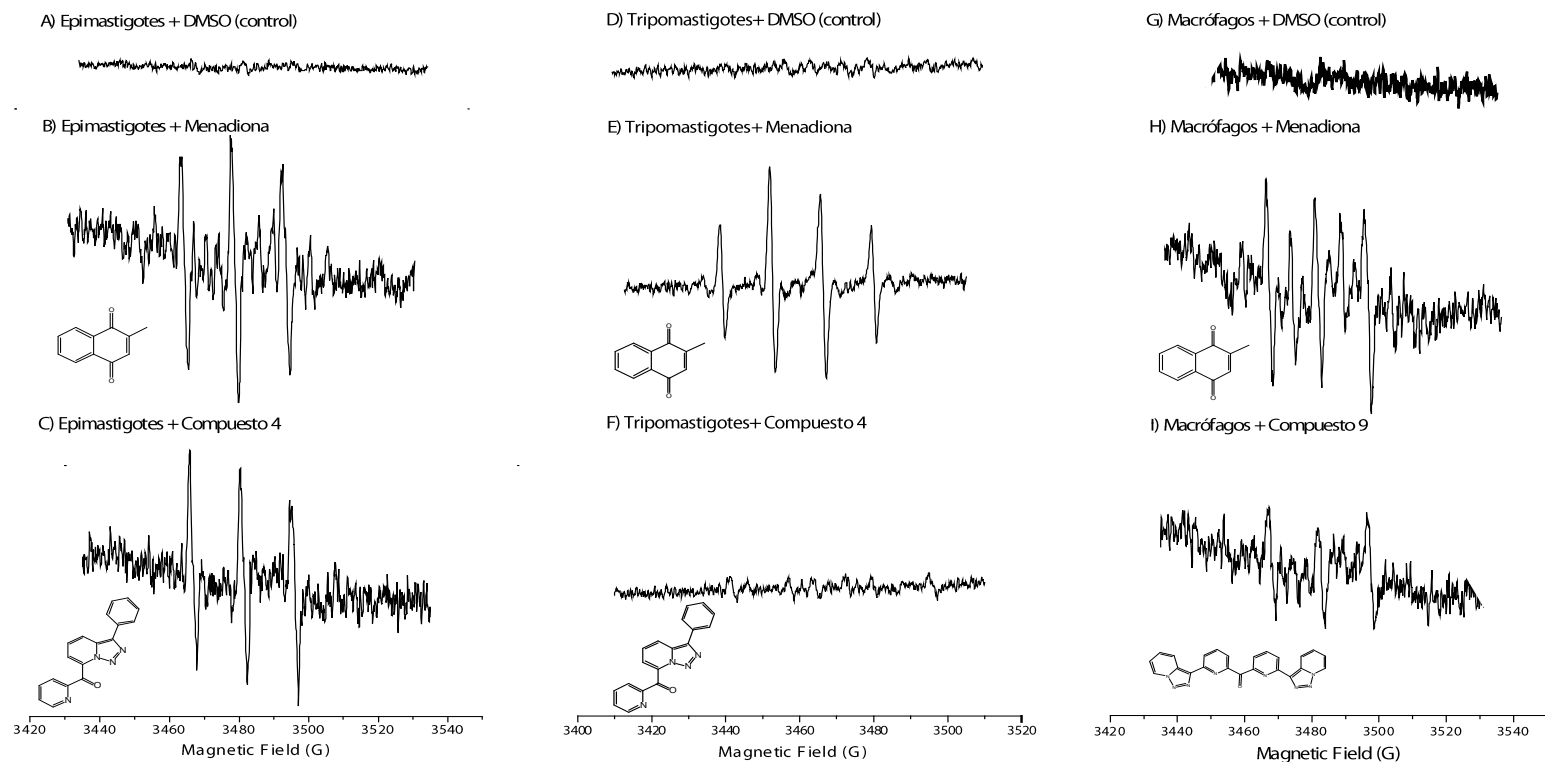 A) Epimastigotes + DMSO (control)
B) Epimastigotes + Menadiona
O
O
C) Epimastigotes + Compuesto 4
N
N
N
O
N
3420 3440 3460 3480 3500 3520 3540
Magnetic Field (G)
D) Tripomastigotes+ DMSO (control)
E) Tripomastigotes+ Menadiona
O
O
F) Tripomastigotes+ Compuesto 4
N
N
N
O
N
3400 3420 3440 3460 3480 3500 3520
Magnetic Field (G)
G) Macrófagos + DMSO (control)
H) Macrófagos + Menadiona
O
O
I) Macrófagos + Compuesto 9
3420 3440 3460 3480 3500 3520 3540
Magnetic Field (G)